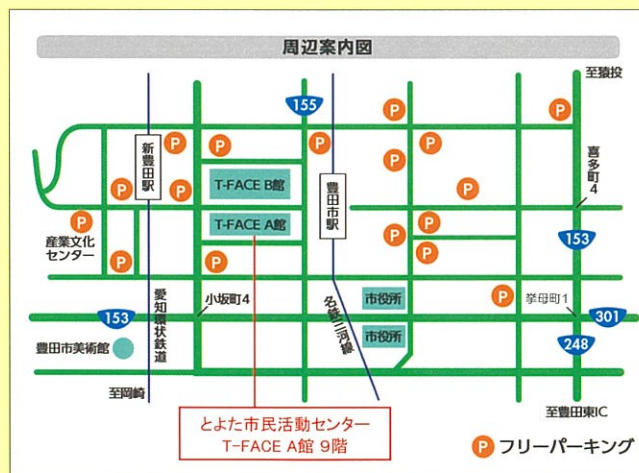 周辺案内図
至猿投
155
P
P
P
P
P
P
P
新豊田駅
T-FACE B館
豊田市駅
喜多町4
P
P
P
P
P
産業文化
センター
T-FACE A館
P
P
P
153
P
P
P
小坂町4
市役所
P
挙母町1
153
愛知環状鉄道
名鉄三河線
301
豊田市美術館
市役所
248
至岡崎
至豊田東IC
とよた市民活動センター
T-FACE A館 9階
P フリーパーキング